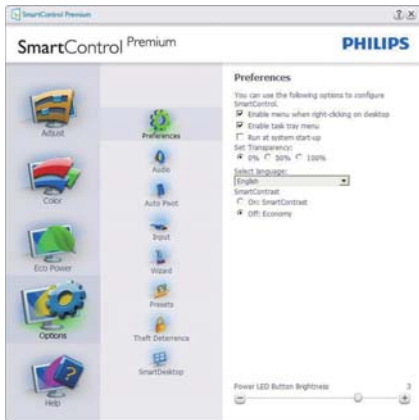 SmartControl Premium
SmartControl Premium
PHILIPS
Adjust
Color
Eco Power
Options
Help
Preferences
Audio
Auto Pivot
Input
Wizard
Presets
Theft Deterrence
SmartDesktop
Preferences
You can use the following options to configure
SmartControl.
Enable menu when right-clicking on desktop
Enable task tray menu
Run at system start-up
Set Transparency:
0% 50% 100%
Select language:
English
SmartContrast
On: SmartContrast
Off: Economy
Power LED Button Brightness 3